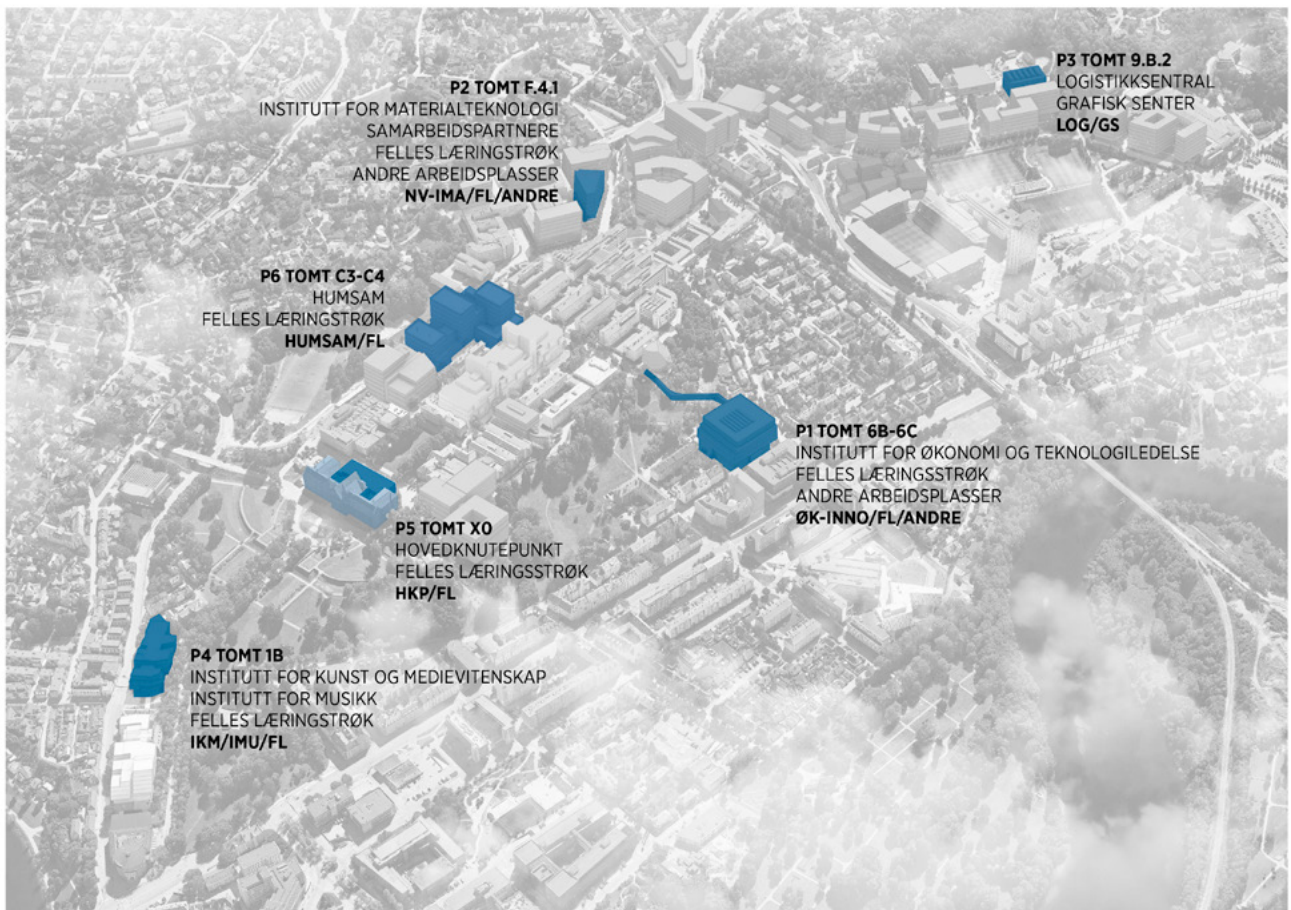 P3 TOMT 9.B.2
LOGISTIKKSENTRAL
GRAFISK SENTER
LOG/GS
P2 TOMT F.4.1
INSTITUTT FOR MATERIALTEKNOLOGI
SAMARBEIDSPARTNERE
FELLES LÆRINGSTRØK
ANDRE ARBEIDSPLASSER
NV-IMA/FL/ANDRE
P6 TOMT C3-C4
HUMSAM
FELLES LÆRINGSTRØK
HUMSAM/FL
P1 TOMT 6B-6C
INSTITUTT FOR ØKONOMI OG TEKNOLOGILEDELSE
FELLES LÆRINGSSTRØK
ANDRE ARBEIDSPLASSER
ØK-INNO/FL/ANDRE
P5 TOMT X0
HOVEDKNUTEPUNKT
FELLES LÆRINGSSTRØK
HKP/FL
P4 TOMT 1B
INSTITUTT FOR KUNST OG MEDIEVITENSKAP
INSTITUTT FOR MUSIKK
FELLES LÆRINGSTRØK
IKM/IMU/FL